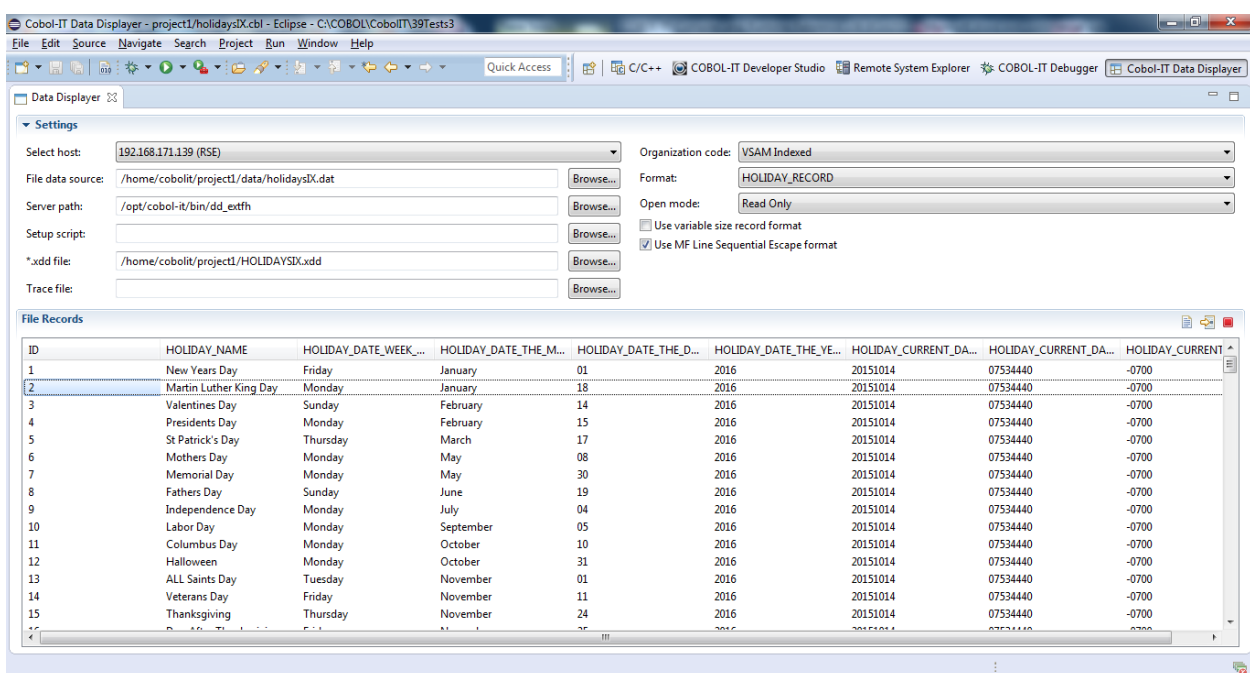 Cobol-IT Data Displayer - project1/holidaysIX.cbl - Eclipse - C:\COBOL\CobolIT\39Tests3
File Edit Source Navigate Search Project Run Window Help
Quick Access C/C++ COBOL-IT Developer Studio Remote System Explorer COBOL-IT Debugger Cobol-IT Data Displayer
Data Displayer
Settings
Select host: 192.168.171.139 (RSE) Organization code: VSAM Indexed
File data source: /home/cobolit/project1/data/holidaysIX.dat Browse... Format: HOLIDAY_RECORD
Server path: /opt/cobol-it/bin/dd_extfh Browse... Open mode: Read Only
Setup script: Browse... Use variable size record format
Use MF Line Sequential Escape format
*.xdd file: /home/cobolit/project1/HOLIDAYSIX.xdd Browse...
Trace file: Browse...
File Records
ID HOLIDAY_NAME HOLIDAY_DATE_WEEK_... HOLIDAY_DATE_THE_M... HOLIDAY_DATE_THE_D... HOLIDAY_DATE_THE_YE... HOLIDAY_CURRENT_DA... HOLIDAY_CURRENT_DA... HOLIDAY_CURRENT
1 New Years Day Friday January 01 2016 20151014 07534440 -0700
2 Martin Luther King Day Monday January 18 2016 20151014 07534440 -0700
3 Valentines Day Sunday February 14 2016 20151014 07534440 -0700
4 Presidents Day Monday February 15 2016 20151014 07534440 -0700
5 St Patrick's Day Thursday March 17 2016 20151014 07534440 -0700
6 Mothers Day Monday May 08 2016 20151014 07534440 -0700
7 Memorial Day Monday May 30 2016 20151014 07534440 -0700
8 Fathers Day Sunday June 19 2016 20151014 07534440 -0700
9 Independence Day Monday July 04 2016 20151014 07534440 -0700
10 Labor Day Monday September 05 2016 20151014 07534440 -0700
11 Columbus Day Monday October 10 2016 20151014 07534440 -0700
12 Halloween Monday October 31 2016 20151014 07534440 -0700
13 ALL Saints Day Tuesday November 01 2016 20151014 07534440 -0700
14 Veterans Day Friday November 11 2016 20151014 07534440 -0700
15 Thanksgiving Thursday November 24 2016 20151014 07534440 -0700